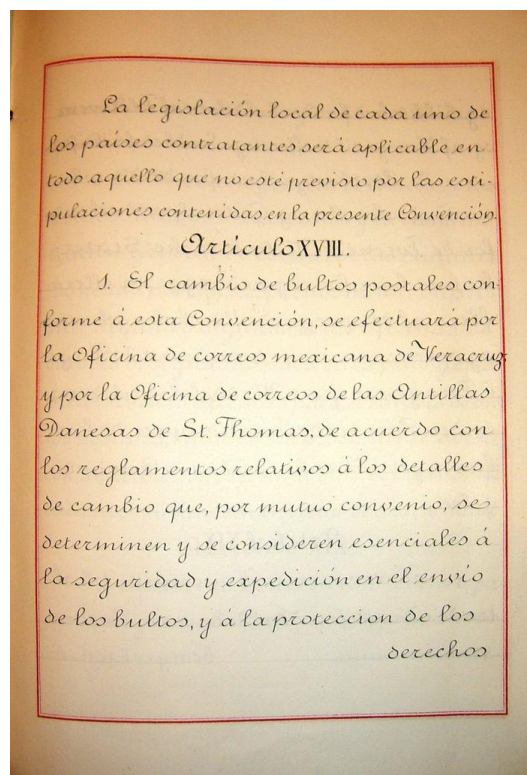 La legislación local de cada uno de
los países contratantes será aplicable en
todo aquello que no esté previsto por las esti-
pulaciones contenidas en la presente Convención.
Artículo XVIII.
1. El cambio de bultos postales con-
forme á esta Convención, se efectuará por
la Oficina de correos mexicana de Veracruz
y por la Oficina de correos de las Antillas
Danesas de St. Thomas, de acuerdo con
los reglamentos relativos á los detalles
de cambio que, por mutuo convenio, se
determinen y se consideren esenciales á
la seguridad y expedición en el envío
de los bultos, y á la proteccion de los
derechos